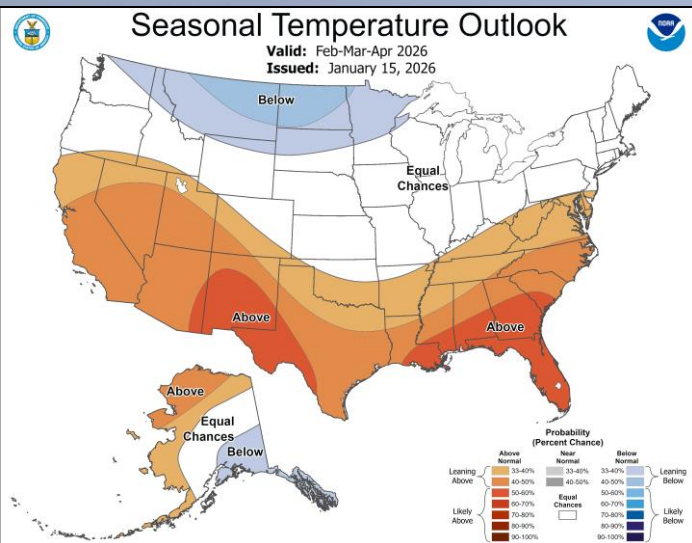 Seasonal Temperature Outlook
Valid: Feb-Mar-Apr 2026
Issued: January 15, 2026
NOAA
Below
Equal
Chances
Above
Above
Above
Equal
Chances
Below
Probability
(Percent Chance)
Above
Normal
Near
Normal
Below
Normal
Leaning
Above
33-40%
40-50%
33-40%
40-50%
33-40%
40-50%
Leaning
Below
Likely
Above
50-60%
60-70%
70-80%
80-90%
90-100%
Equal
Chances
50-60%
60-70%
70-80%
80-90%
90-100%
Likely
Below